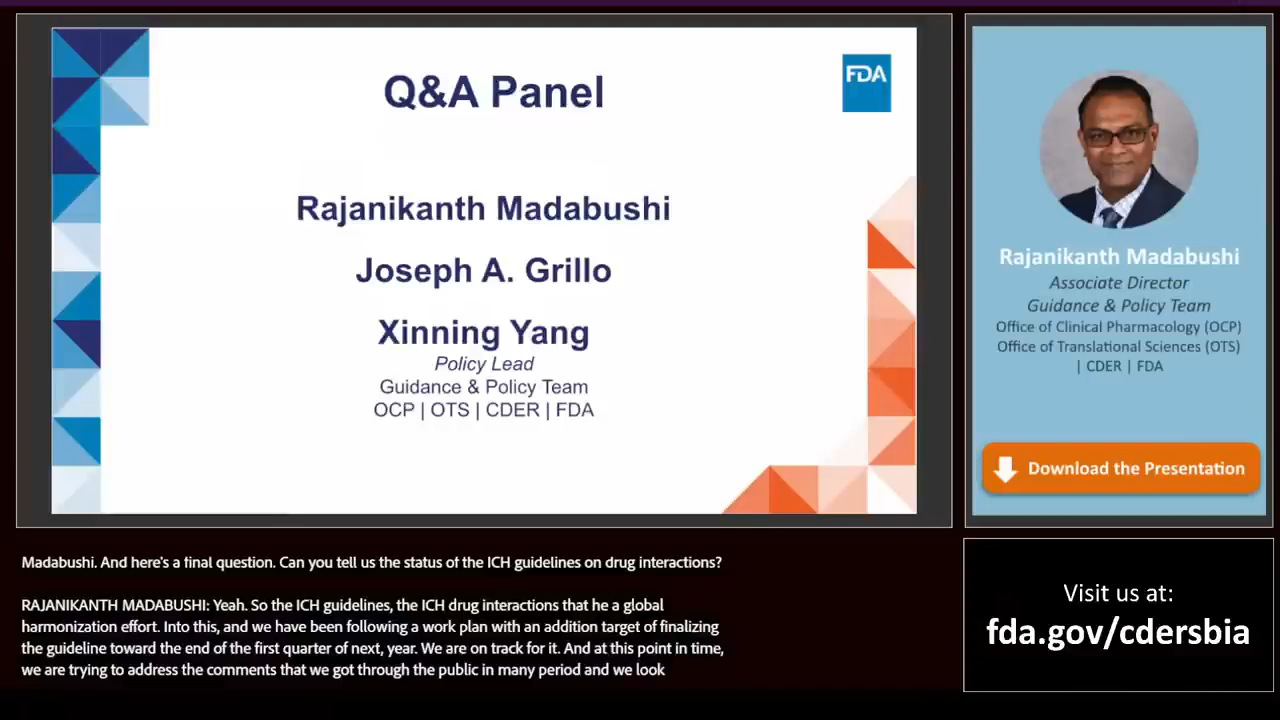 Q&A Panel
FDA
Rajanikanth Madabushi
Joseph A. Grillo
Xinning Yang
Policy Lead
Guidance & Policy Team
OCP | OTS | CDER | FDA
Rajanikanth Madabushi
Associate Director
Guidance & Policy Team
Office of Clinical Pharmacology (OCP)
Office of Translational Sciences (OTS)
| CDER | FDA
Download the Presentation
Madabushi. And here's a final question. Can you tell us the status of the ICH guidelines on drug interactions?
RAJANIKANTH MADABUSHI: Yeah. So the ICH guidelines, the ICH drug interactions that he a global
harmonization effort. Into this, and we have been following a work plan with an addition target of finalizing
the guideline toward the end of the first quarter of next, year. We are on track for it. And at this point in time,
we are trying to address the comments that we got through the public in many period and we look
Visit us at:
fda.gov/cdersbia